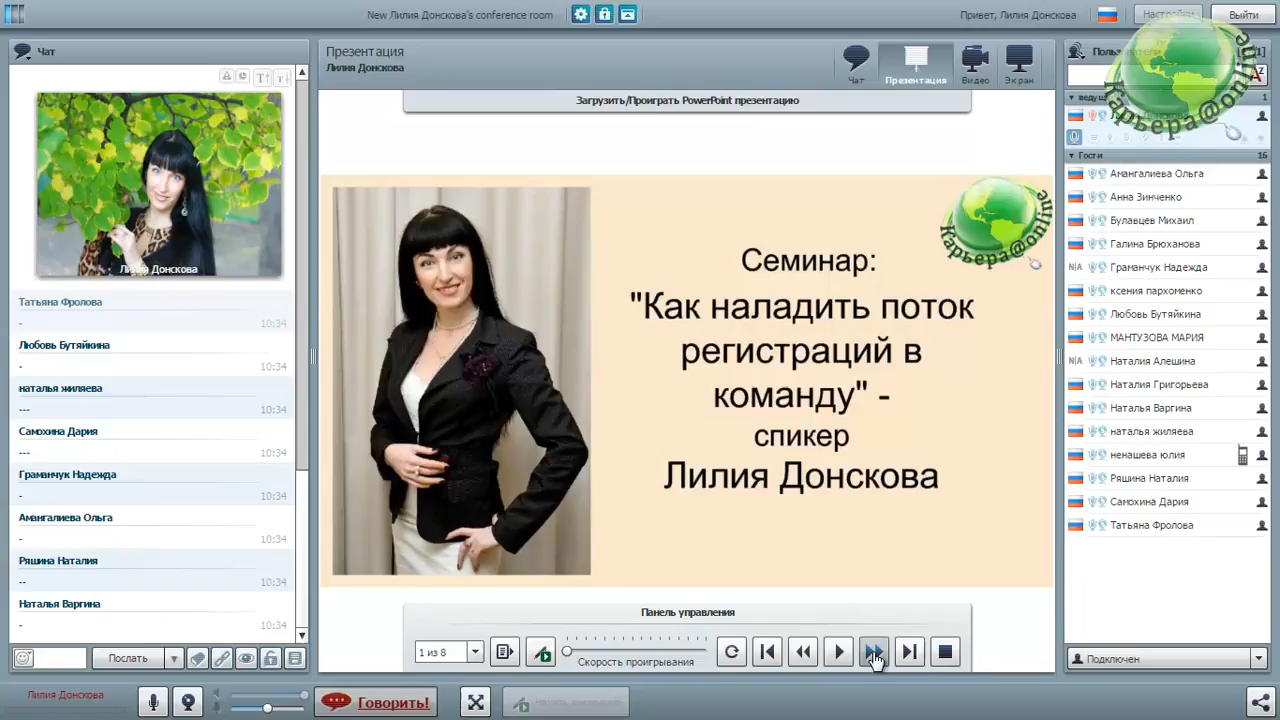 New Лилия Донскова's conference room
Привет, Лилия Донскова
Настройки
Выйти
Чат
Лилия Донскова
Татьяна Фролова
-
10:34
Любовь Бутяйкина
-
10:34
наталья жиляева
---
10:34
Самохина Дария
---
10:34
Граманчук Надежда
-
10:34
Амангалиева Ольга
-
10:34
Ряшина Наталия
--
10:34
Наталья Варгина
-
10:34
Послать
Презентация
Лилия Донскова
Чат
Презентация
Видео
Экран
Загрузить/Проиграть PowerPoint презентацию
Карьера@online
Семинар:
"Как наладить поток
регистраций в
команду" -
спикер
Лилия Донскова
Панель управления
1 из 8
Скорость проигрывания
Карьера@online
1
Гости
16
Амангалиева Ольга
Анна Зинченко
Булавцев Михаил
Галина Брюханова
N|A Граманчук Надежда
ксения пархоменко
Любовь Бутяйкина
МАНТУЗОВА МАРИЯ
N|A Наталия Алешина
Наталия Григорьева
Наталья Варгина
наталья жиляева
ненашева юлия
Ряшина Наталия
Самохина Дария
Татьяна Фролова
Подключен
Лилия Донскова
Говорить!